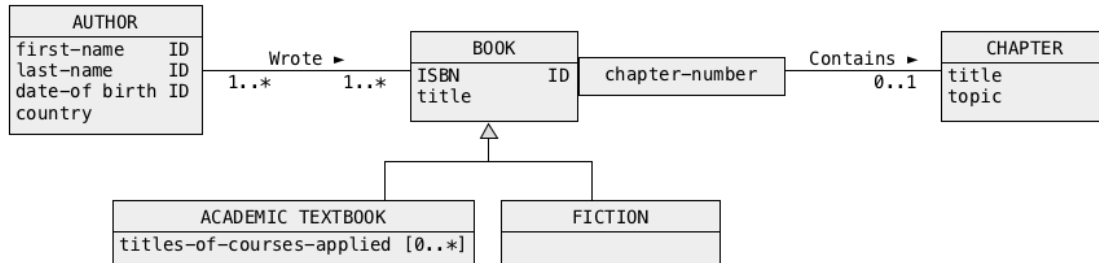 AUTHOR
first-name ID
last-name ID
date-of birth ID
country
Wrote ►
1..* 1..*
BOOK
ISBN ID
title
chapter-number
Contains ►
0..1
CHAPTER
title
topic
ACADEMIC TEXTBOOK
titles-of-courses-applied [0..*]
FICTION